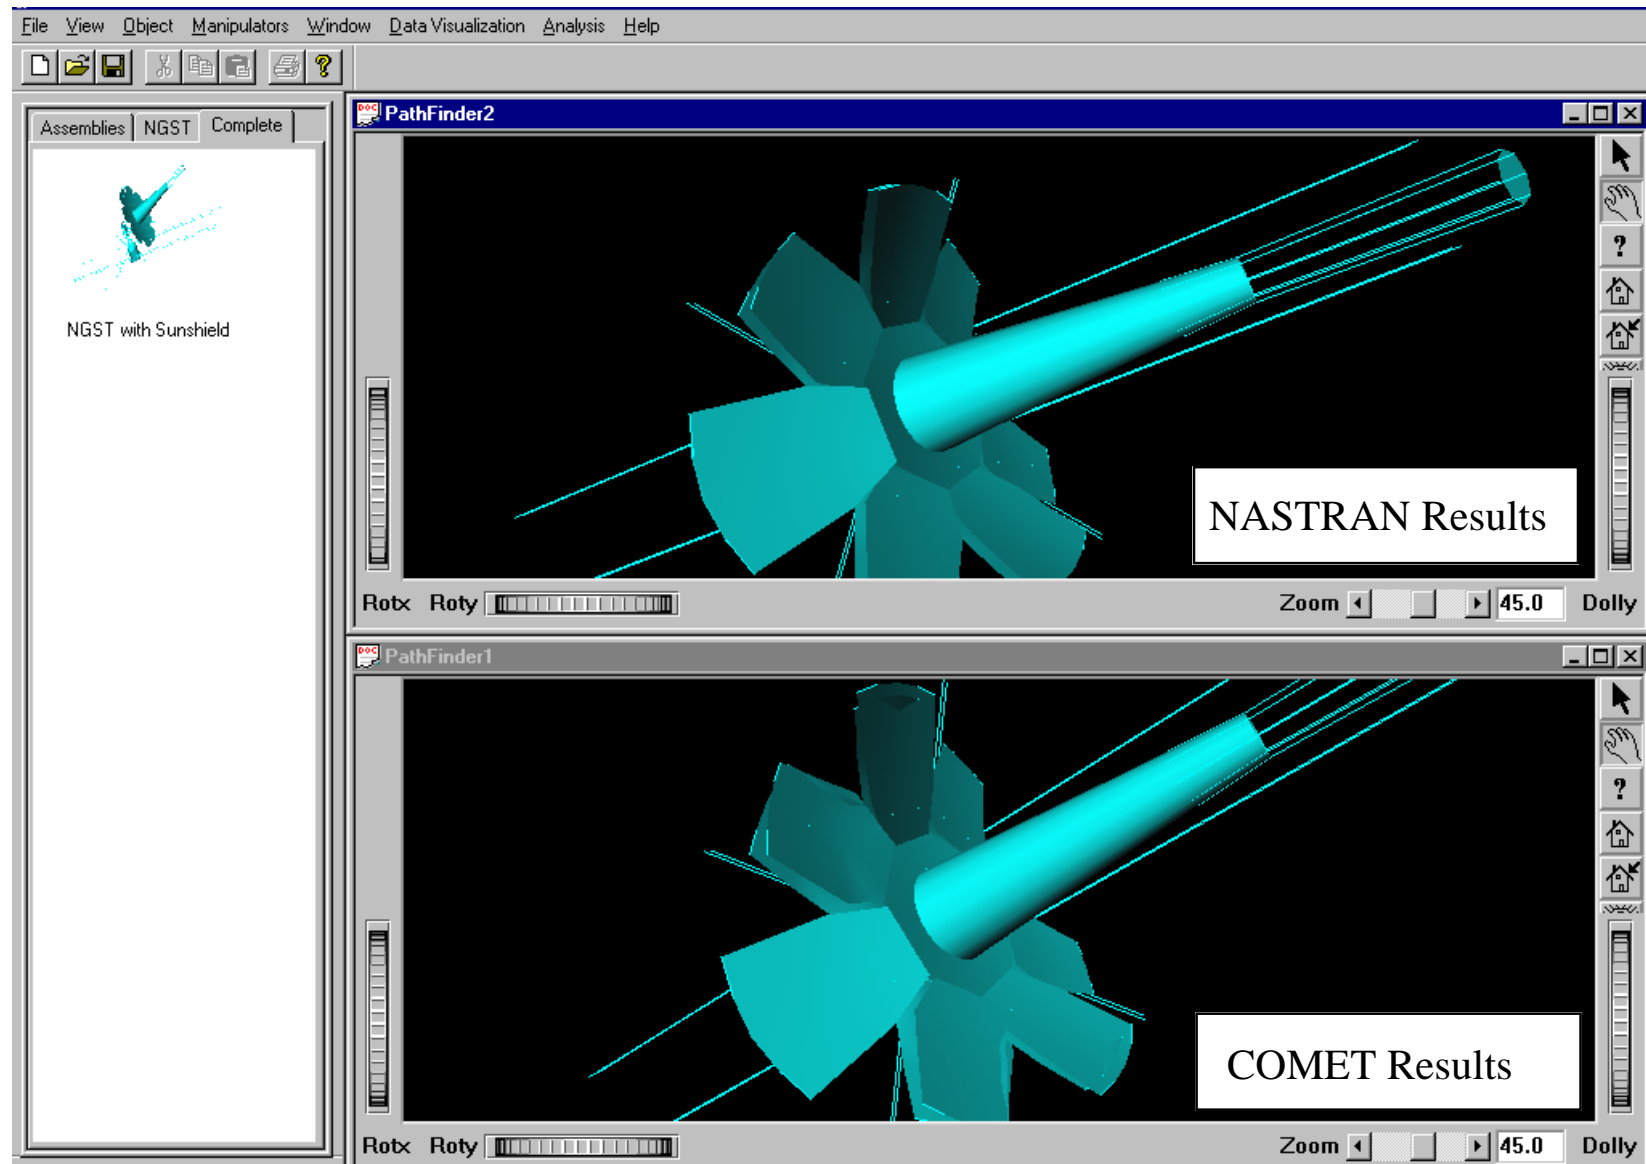 File View Object Manipulators Window Data Visualization Analysis Help
Assemblies NGST Complete
NGST with Sunshield
PathFinder2
NASTRAN Results
Rotx Roty Zoom 45.0 Dolly
PathFinder1
COMET Results
Rotx Roty Zoom 45.0 Dolly